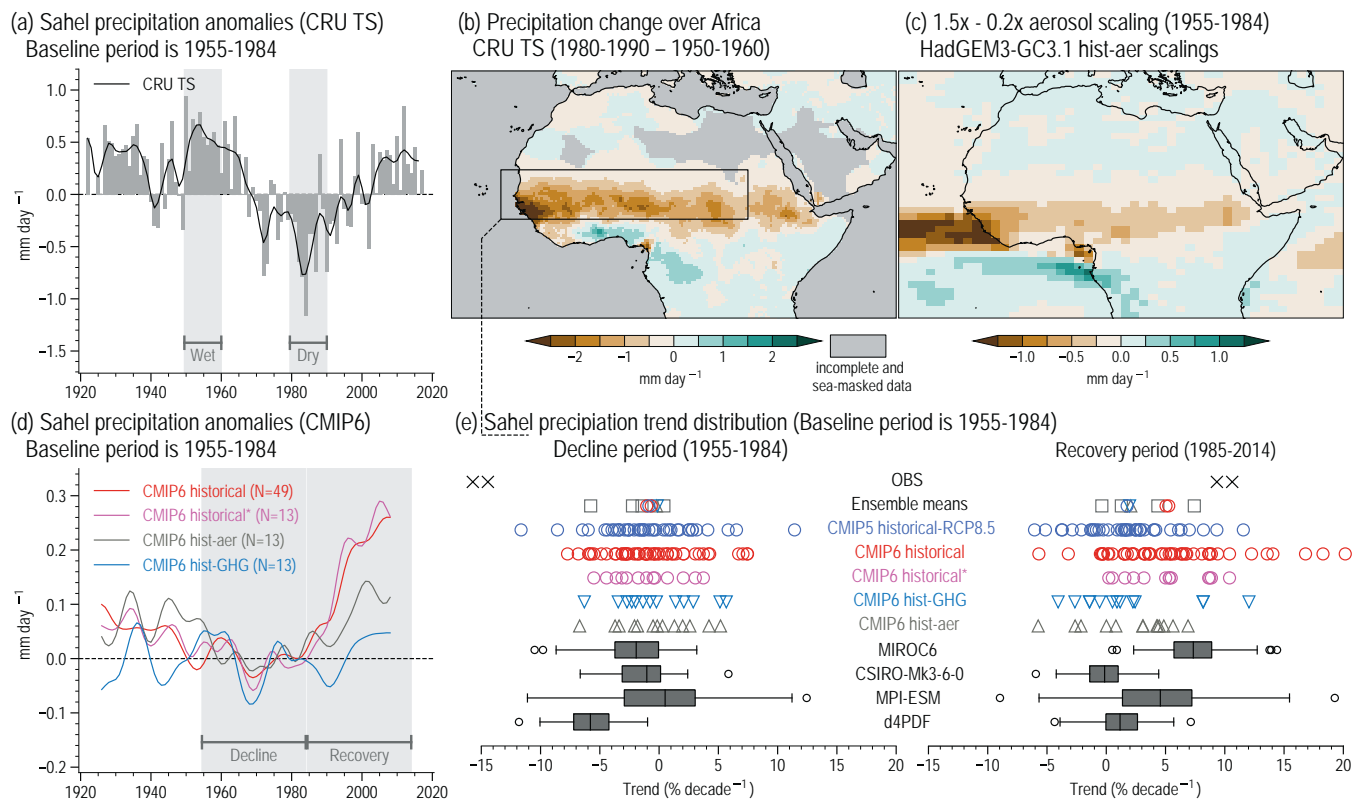 (a) Sahel precipitation anomalies (CRU TS)
Baseline period is 1955-1984
CRU TS
1.0
0.5
0.0
−0.5
−1.0
−1.5
mm day −1
Wet
Dry
1920 1940 1960 1980 2000 2020
(b) Precipitation change over Africa
CRU TS (1980-1990 – 1950-1960)
−2 −1 0 1 2
mm day −1
incomplete and
sea-masked data
(c) 1.5x - 0.2x aerosol scaling (1955-1984)
HadGEM3-GC3.1 hist-aer scalings
−1.0 −0.5 0.0 0.5 1.0
mm day −1
(d) Sahel precipitation anomalies (CMIP6)
Baseline period is 1955-1984
CMIP6 historical (N=49)
CMIP6 historical* (N=13)
CMIP6 hist-aer (N=13)
CMIP6 hist-GHG (N=13)
0.3
0.2
0.1
0.0
−0.1
−0.2
mm day −1
Decline
Recovery
1920 1940 1960 1980 2000 2020
(e) Sahel precipitation trend distribution (Baseline period is 1955-1984)
Decline period (1955-1984)
Recovery period (1985-2014)
OBS
Ensemble means
CMIP5 historical-RCP8.5
CMIP6 historical
CMIP6 historical*
CMIP6 hist-GHG
CMIP6 hist-aer
MIROC6
CSIRO-Mk3-6-0
MPI-ESM
d4PDF
−15 −10 −5 0 5 10 15 20
Trend (% decade−1)
−15 −10 −5 0 5 10 15 20
Trend (% decade−1)